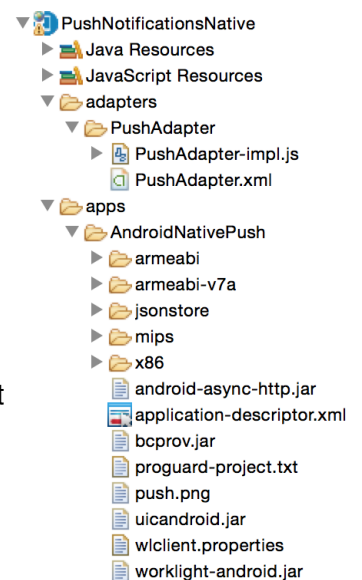 PushNotificationsNative
Java Resources
JavaScript Resources
adapters
PushAdapter
PushAdapter-impl.js
PushAdapter.xml
apps
AndroidNativePush
armeabi
armeabi-v7a
jsonstore
mips
x86
t
android-async-http.jar
application-descriptor.xml
bcprov.jar
proguard-project.txt
push.png
uicandroid.jar
wlclient.properties
worklight-android.jar